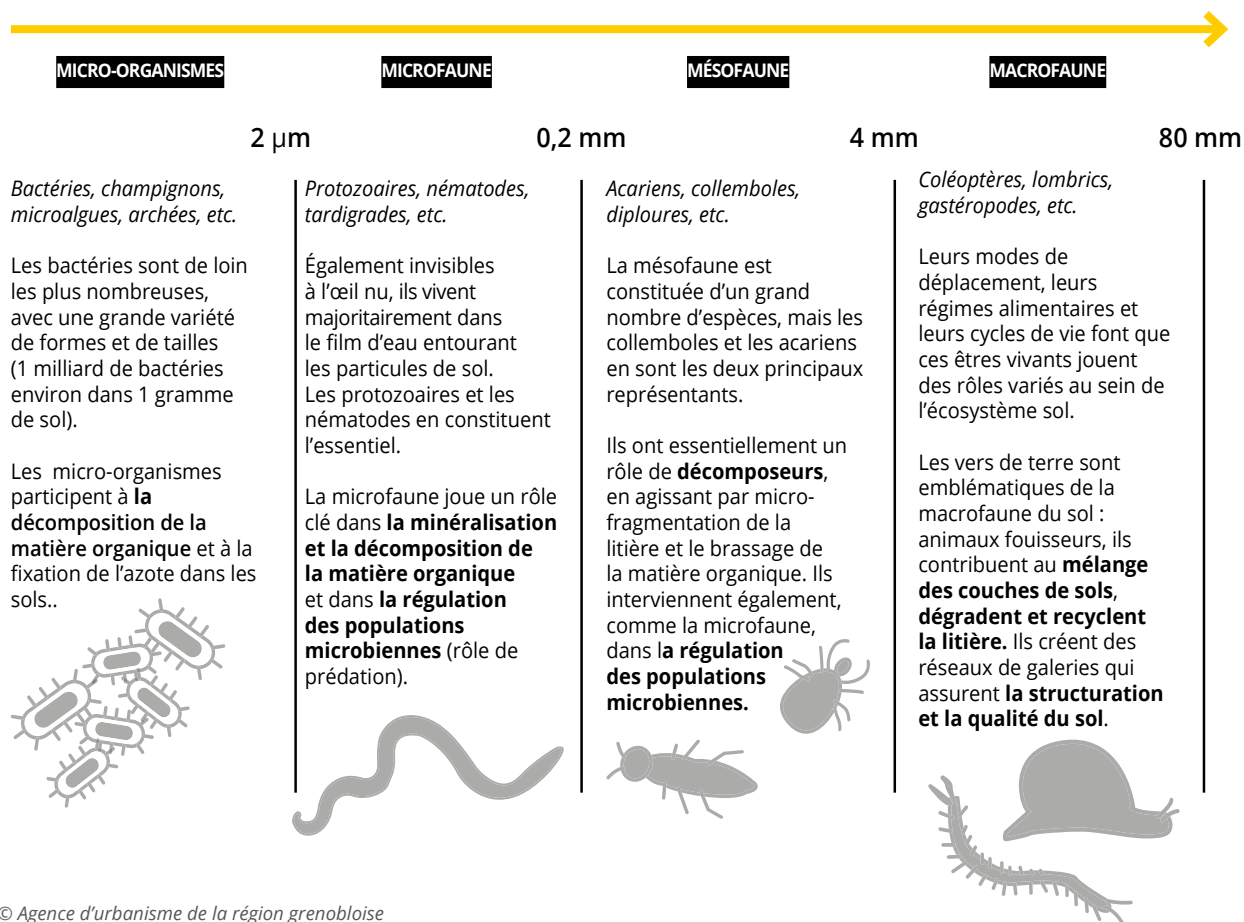 MICRO-ORGANISMES
MICROFAUNE
MÉSOFAUNE
MACROFAUNE
2 μm
0,2 mm
4 mm
80 mm
Bactéries, champignons,
microalgues, archées, etc.
Les bactéries sont de loin
les plus nombreuses,
avec une grande variété
de formes et de tailles
(1 milliard de bactéries
environ dans 1 gramme
de sol).
Les  micro-organismes
participent à la
décomposition de la
matière organique et à la
fixation de l’azote dans les
sols..
Protozoaires, nématodes,
tardigrades, etc.
Également invisibles
à l’œil nu, ils vivent
majoritairement dans
le film d’eau entourant
les particules de sol.
Les protozoaires et les
nématodes en constituent
l’essentiel.
La microfaune joue un rôle
clé dans la minéralisation
et la décomposition de
la matière organique
et dans la régulation
des populations
microbiennes (rôle de
prédation).
Acariens, collemboles,
diploures, etc.
La mésofaune est
constituée d’un grand
nombre d’espèces, mais les
collemboles et les acariens
en sont les deux principaux
représentants.
Ils ont essentiellement un
rôle de décomposeurs,
en agissant par micro-
fragmentation de la
litière et le brassage de
la matière organique. Ils
interviennent également,
comme la microfaune,
dans la régulation
des populations
microbiennes.
Coléoptères, lombrics,
gastéropodes, etc.
Leurs modes de
déplacement, leurs
régimes alimentaires et
leurs cycles de vie font que
ces êtres vivants jouent
des rôles variés au sein de
l’écosystème sol.
Les vers de terre sont
emblématiques de la
macrofaune du sol :
animaux fouisseurs, ils
contribuent au mélange
des couches de sols,
dégradent et recyclent
la litière. Ils créent des
réseaux de galeries qui
assurent la structuration
et la qualité du sol.
© Agence d’urbanisme de la région grenobloise